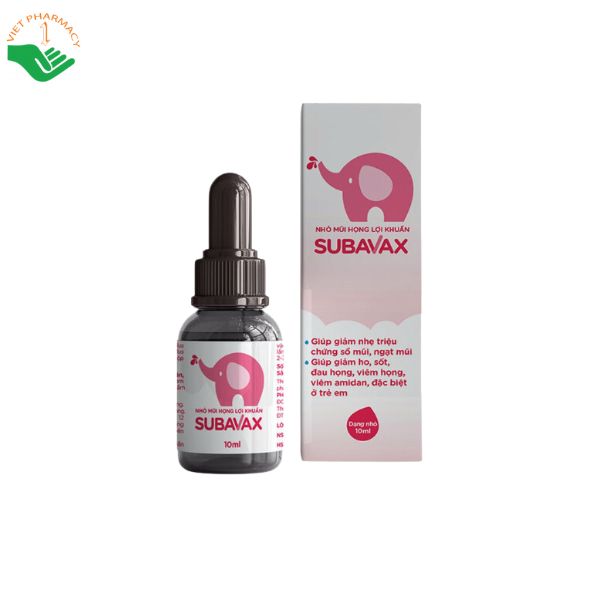 VIET PHARMACY
NHỎ MŨI HỌNG LỢI KHUẨN
SUBAVAX
Giúp giảm nhẹ triệu
chứng sổ mũi, ngạt mũi
Giúp giảm ho, sốt,
đau họng, viêm họng,
viêm amidan, đặc biệt
ở trẻ em
Dạng nhỏ
10ml
NHỎ MŨI HỌNG LỢI KHUẨN
SUBAVAX
10ml